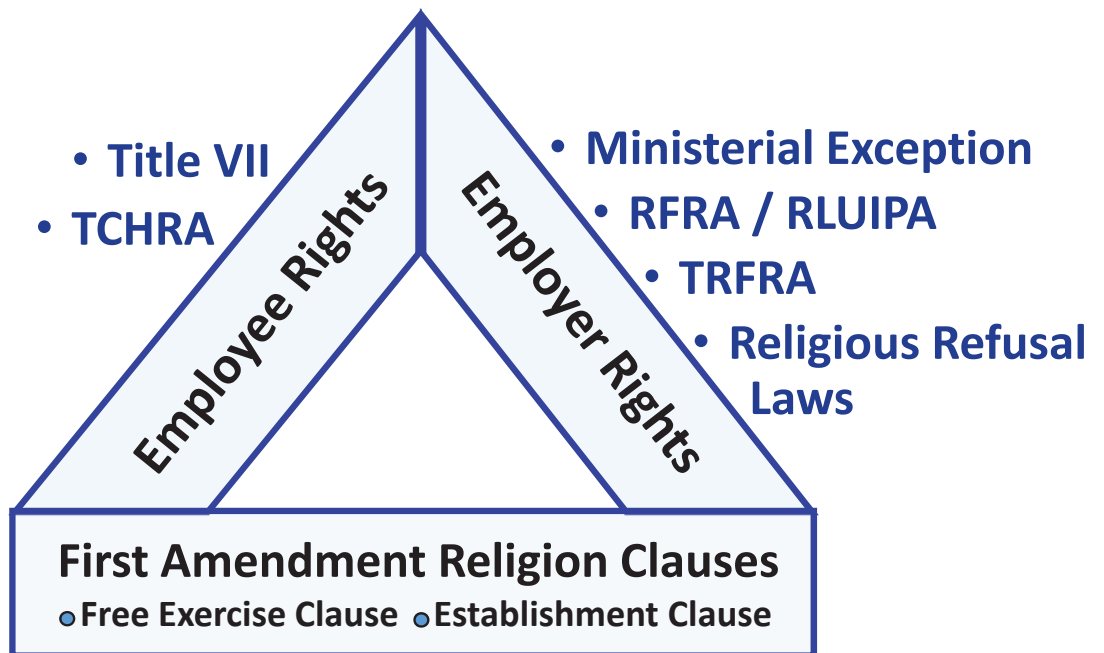 • Title VII
• TCHRA
Employee Rights
Employer Rights
• Ministerial Exception
• RFRA / RLUIPA
• TRFRA
• Religious Refusal
Laws
First Amendment Religion Clauses
• Free Exercise Clause • Establishment Clause